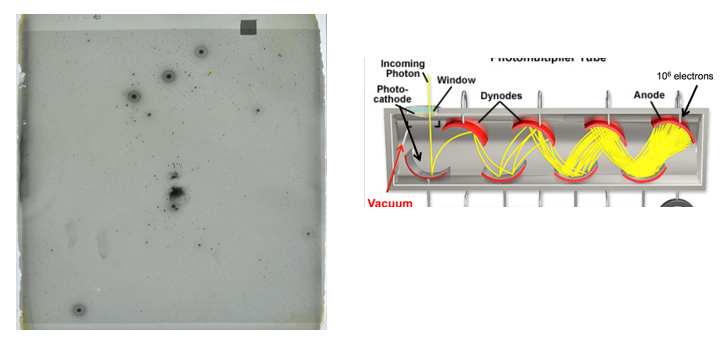 Photomultiplier Tube
Incoming
Photon
Window
Photo-
cathode
Dynodes
Anode
10⁶ electrons
Vacuum